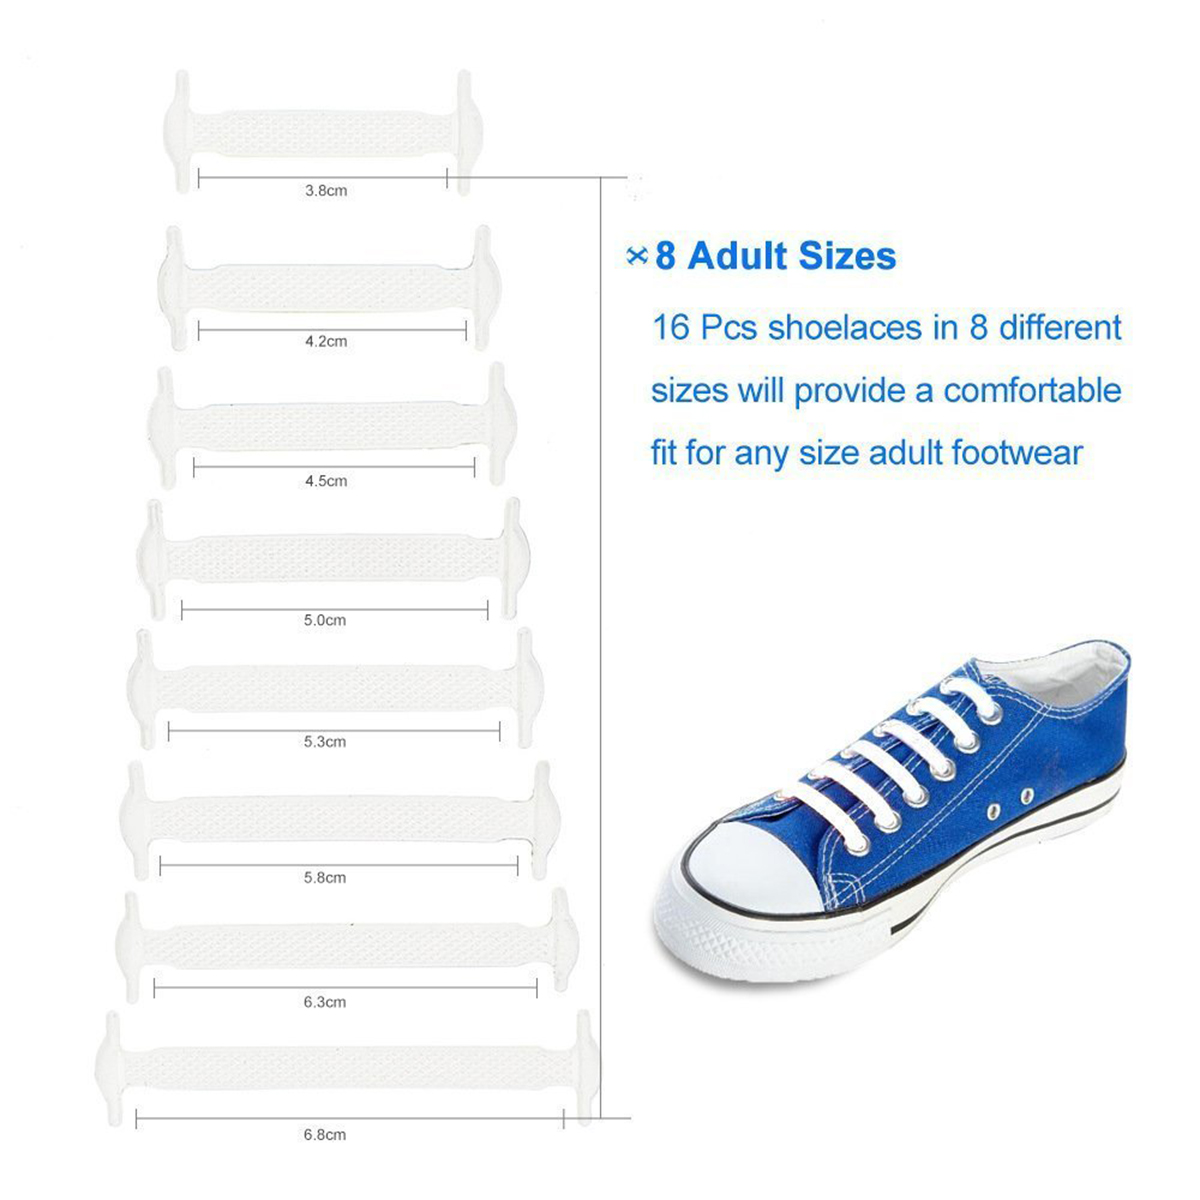 3.8cm
4.2cm
4.5cm
5.0cm
5.3cm
5.8cm
6.3cm
6.8cm
8 Adult Sizes
16 Pcs shoelaces in 8 different
sizes will provide a comfortable
fit for any size adult footwear